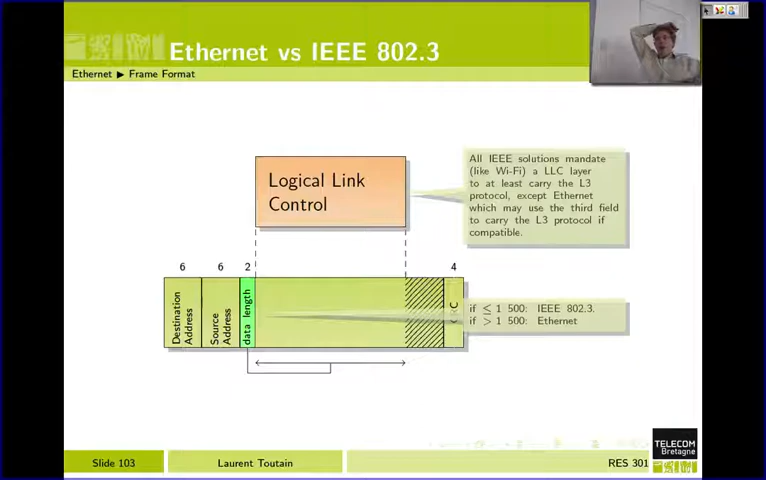 Ethernet vs IEEE 802.3
Ethernet ▶ Frame Format
Logical Link
Control
All IEEE solutions mandate
(like Wi-Fi) a LLC layer
to at least carry the L3
protocol, except Ethernet
which may use the third field
to carry the L3 protocol if
compatible.
6 6 2 4
Destination
Address
Source
Address
data length
CRC
if ≤ 1 500: IEEE 802.3.
if > 1 500: Ethernet
Slide 103 Laurent Toutain RES 301
TELECOM
Bretagne